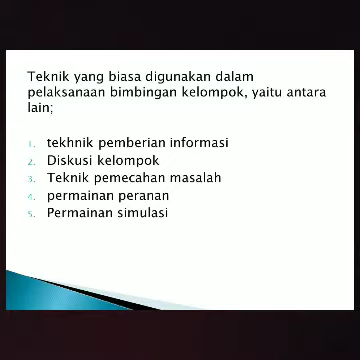 Teknik yang biasa digunakan dalam
pelaksanaan bimbingan kelompok, yaitu antara
lain;
1. tekhnik pemberian informasi
2. Diskusi kelompok
3. Teknik pemecahan masalah
4. permainan peranan
5. Permainan simulasi